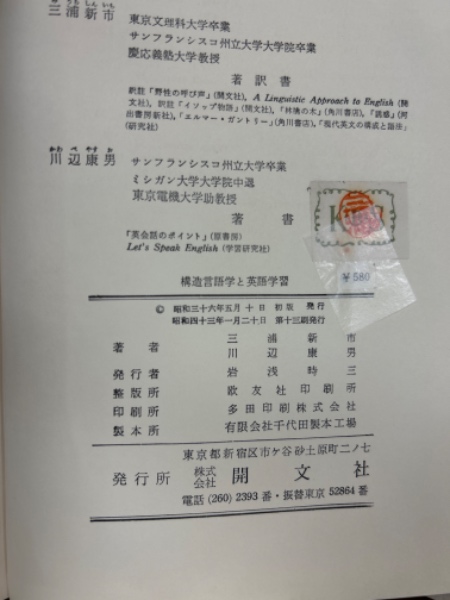 三浦新市
東京文理科大学卒業
サンフランシスコ州立大学大学院卒業
慶応義塾大学教授
著訳書
訳註「野性の呼び声」(開文社), A Linguistic Approach to English (開
文社), 訳註「イソップ物語」(開文社), 「林檎の木」(角川書店), 「誘惑」(河
出書房新社), 「エルマー・ガントリー」(角川書店), 「現代英文の構成と語法」
(研究社)
かわべやすお
川辺康男
サンフランシスコ州立大学卒業
ミシガン大学大学院中退
東京電機大学助教授
著書
「英会話のポイント」(原書房)
Let's Speak English (学習研究社)
¥580
構造言語学と英語学習
© 昭和三十六年五月十日 初版 発行
昭和四十三年一月二十日 第十三刷発行
著者 三浦新市
川辺康男
発行者 岩浅時三
整版所 欧友社印刷所
印刷所 多田印刷株式会社
製本所 有限会社千代田製本工場
東京都新宿区市ケ谷砂土原町二ノ七
発行所 株式会社 開文社
電話 (260) 2393 番・振替東京 52864 番